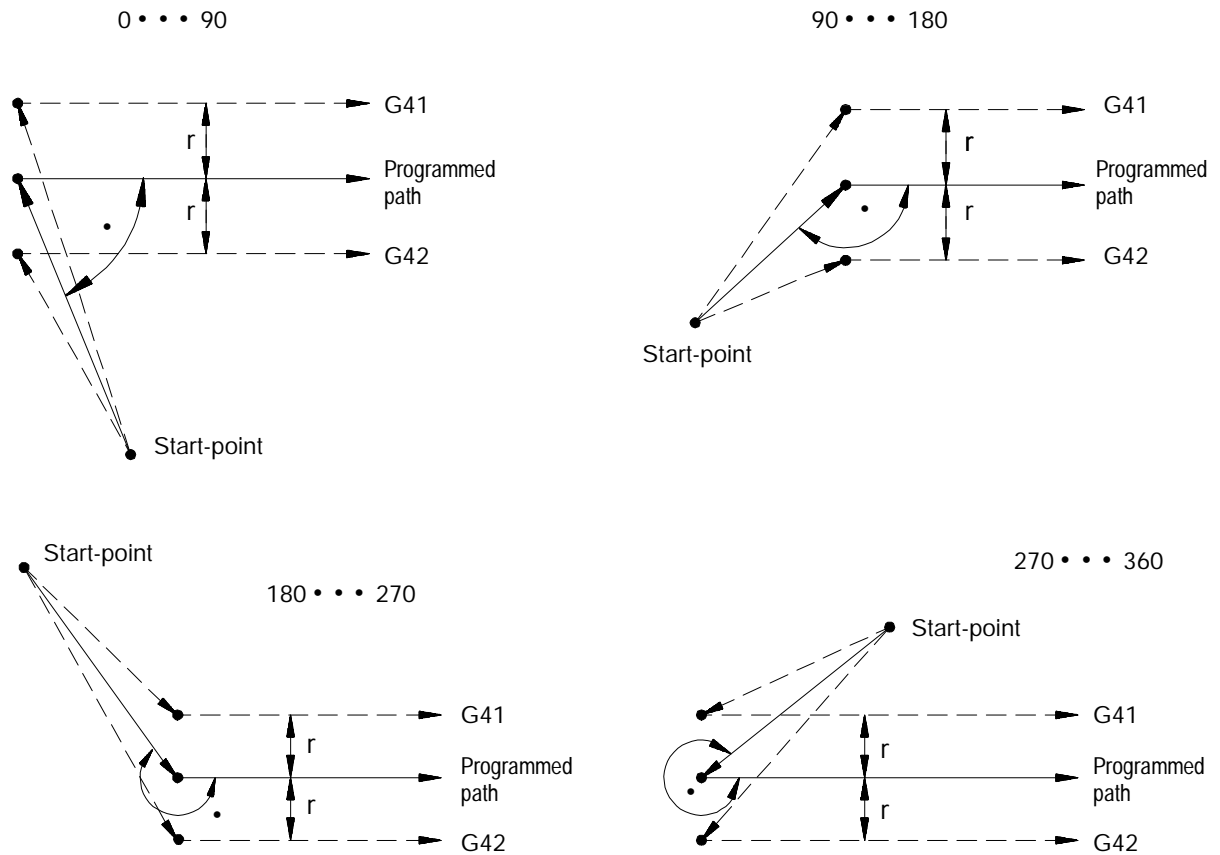 0 • • • 90
90 • • • 180
G41
r
Programmed
path
•
r
G42
Start-point
G41
r
Programmed
path
•
r
G42
Start-point
Start-point
180 • • • 270
G41
r
Programmed
path
•
r
G42
270 • • • 360
Start-point
G41
r
Programmed
path
•
r
G42